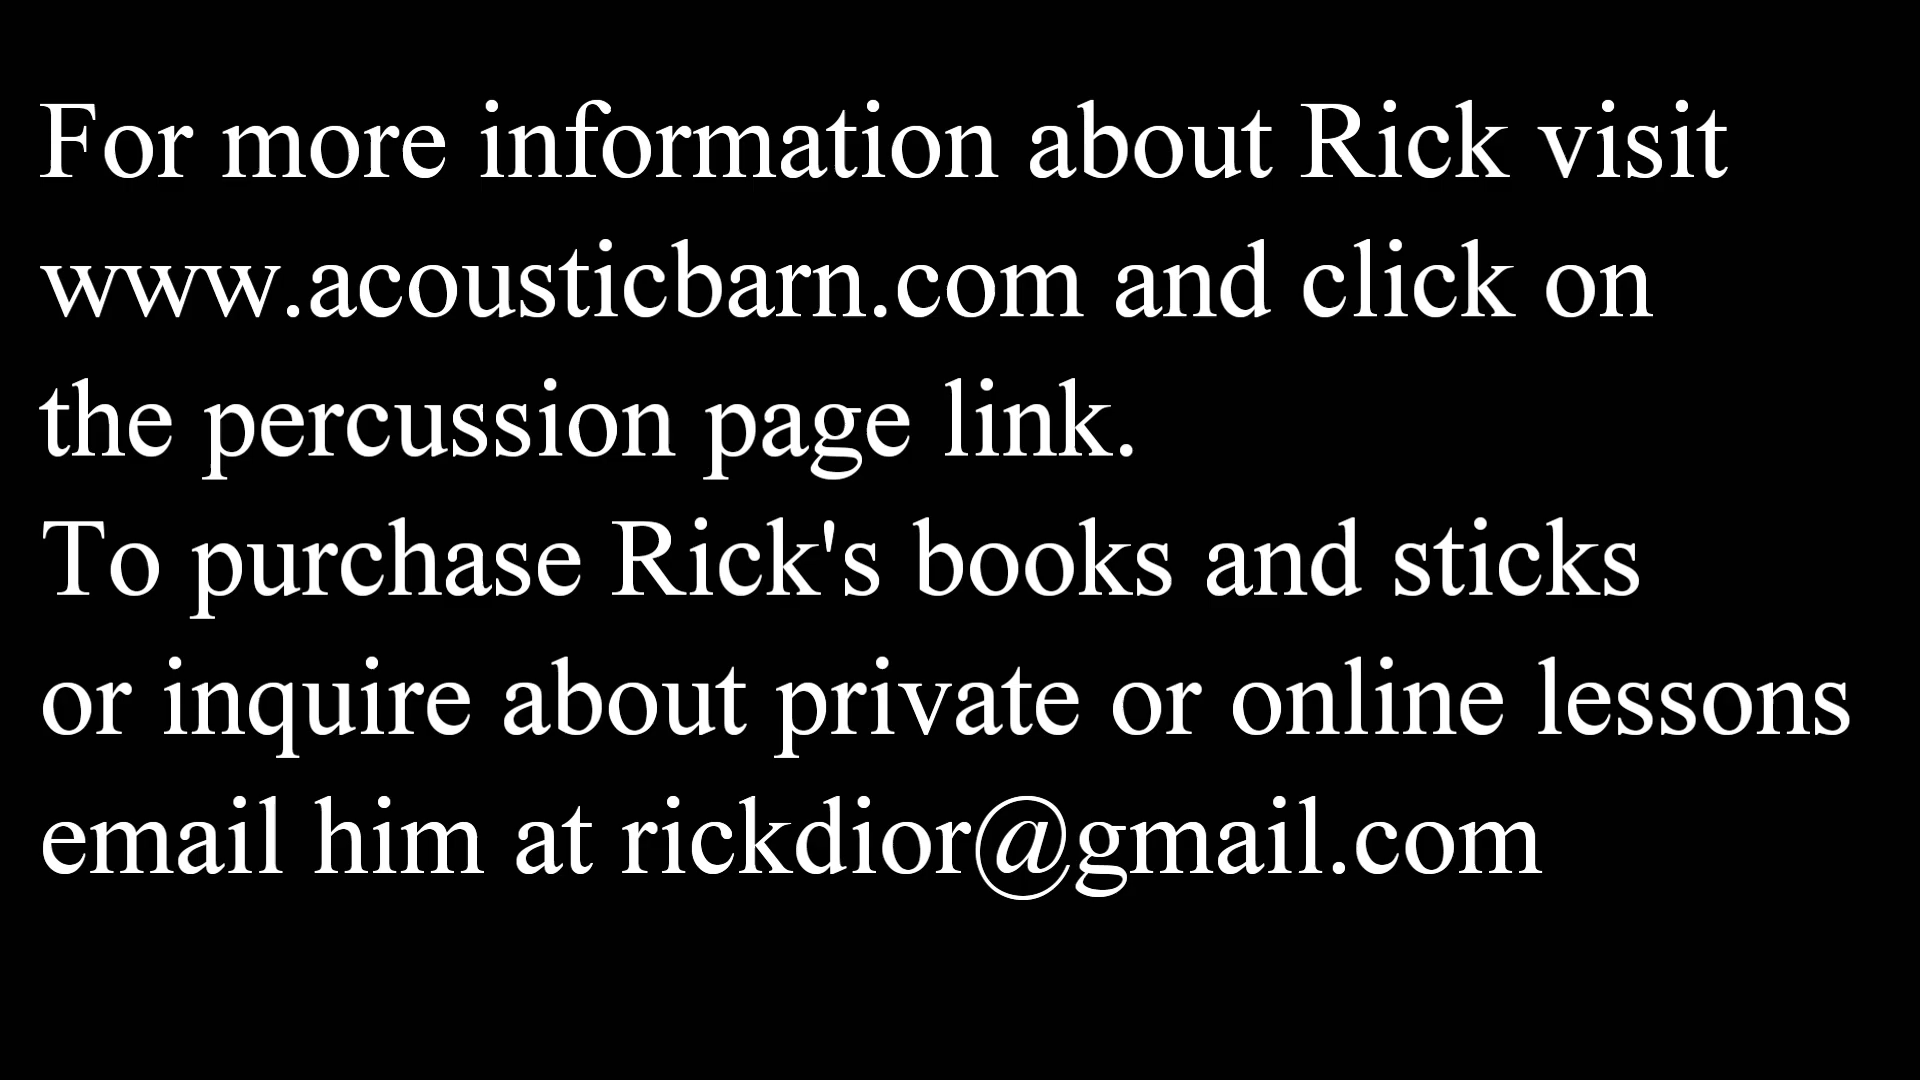 For more information about Rick visit
www.acousticbarn.com and click on
the percussion page link.
To purchase Rick's books and sticks
or inquire about private or online lessons
email him at rickdior@gmail.com